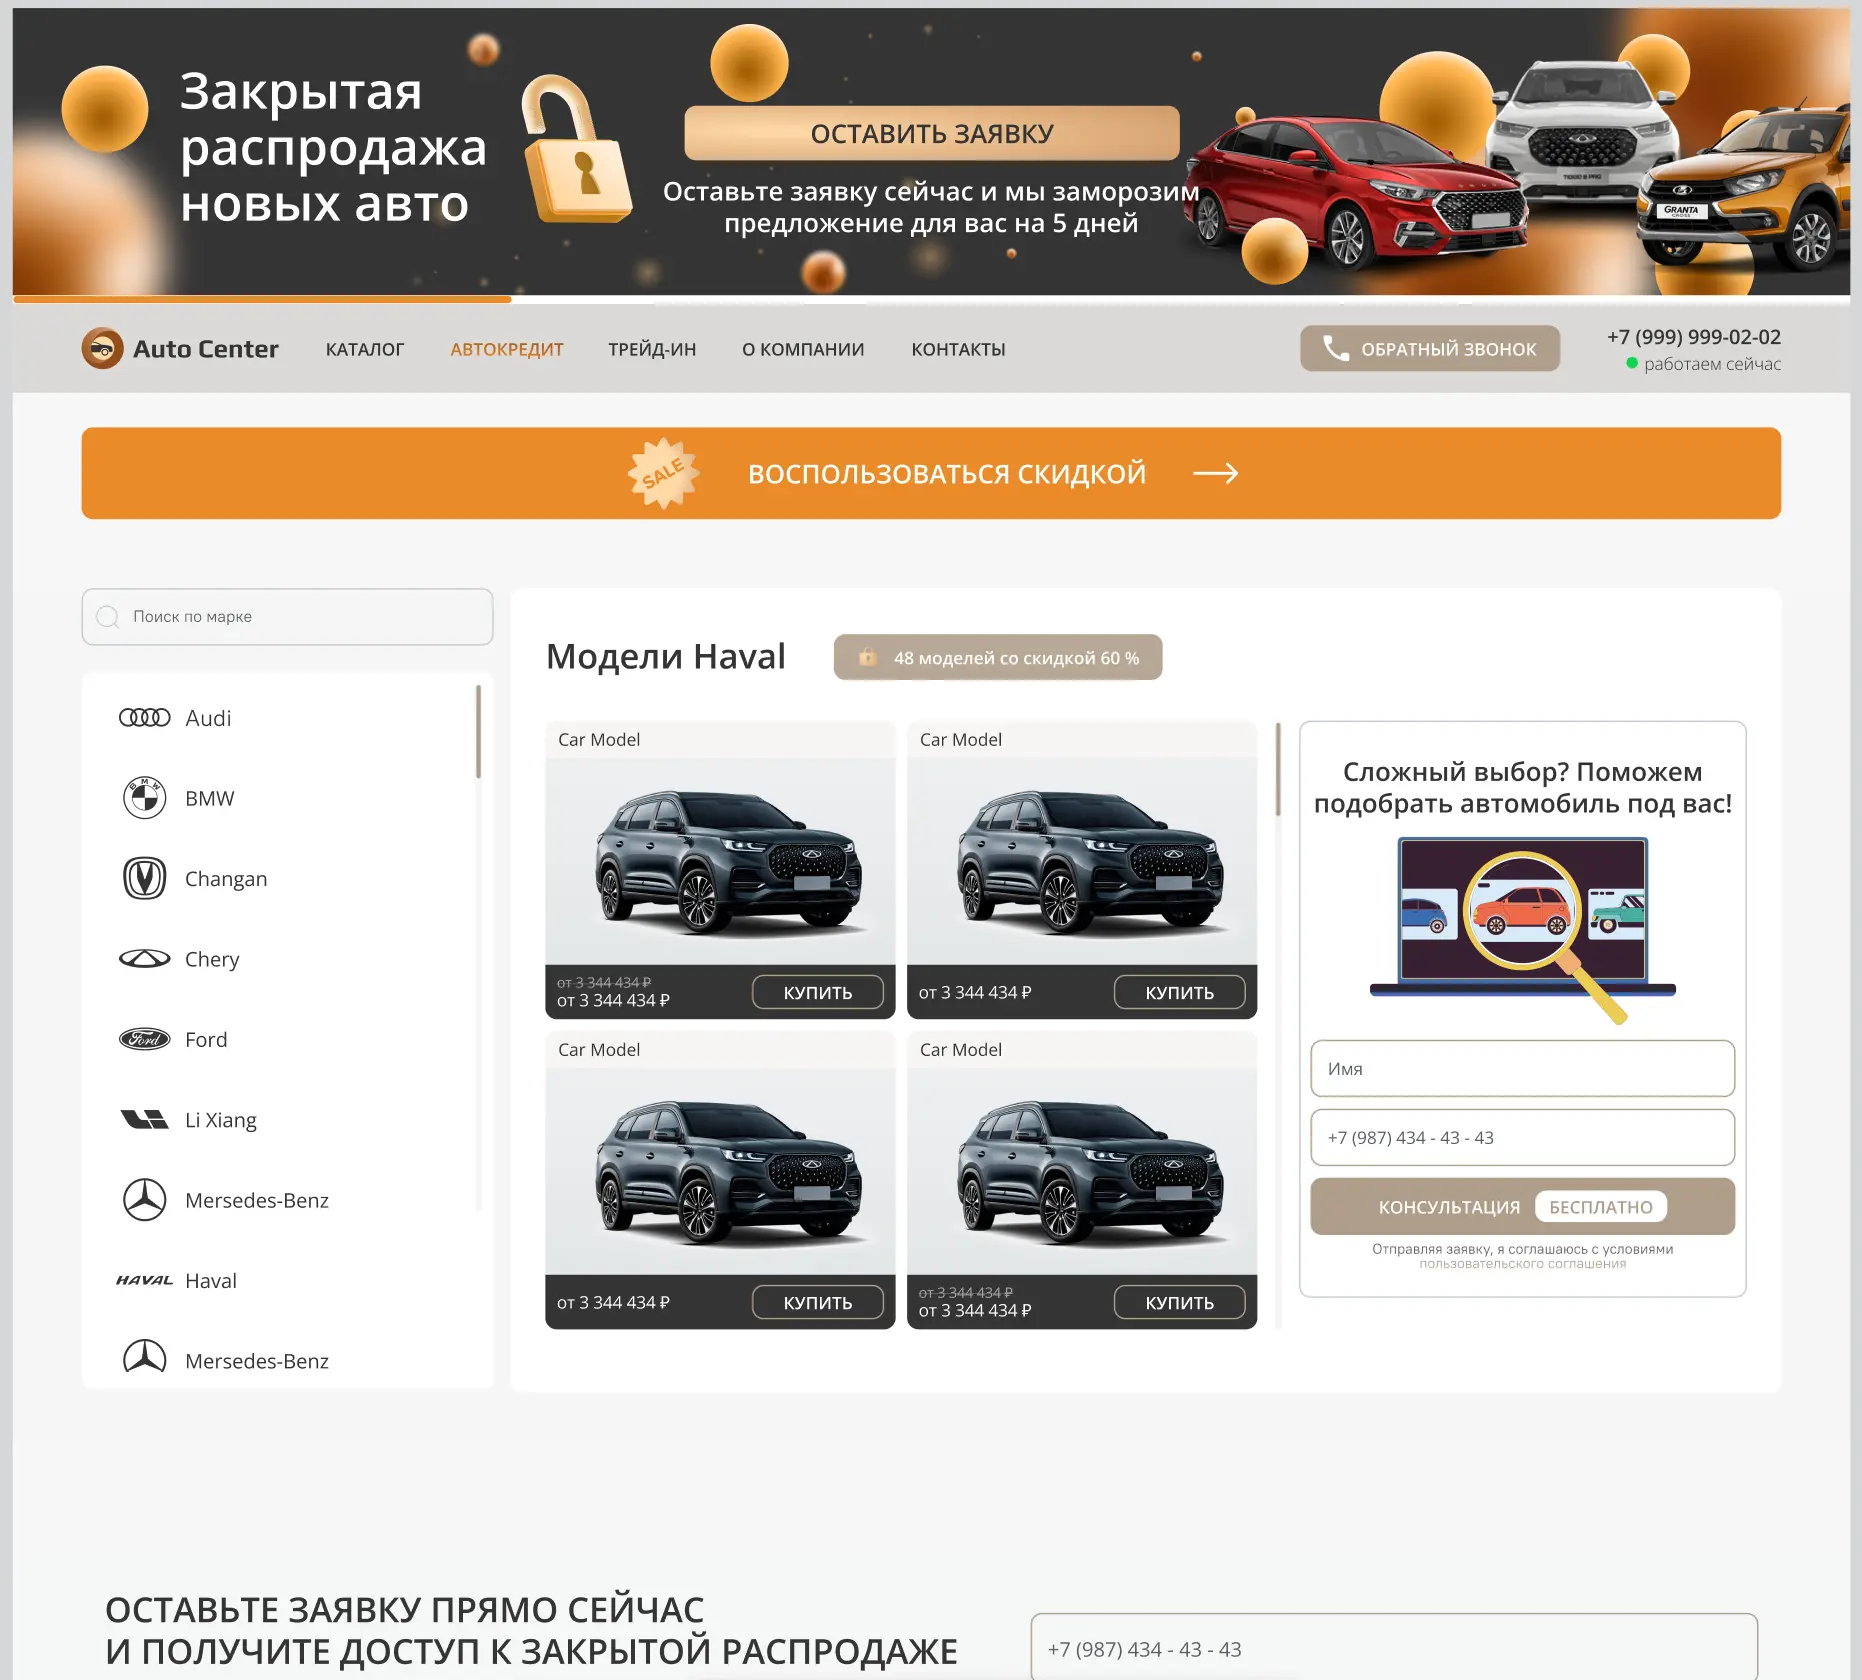 Закрытая
распродажа
новых авто
ОСТАВИТЬ ЗАЯВКУ
Оставьте заявку сейчас и мы заморозим
предложение для вас на 5 дней
TIGGO 8 PRO
GRANTA
CROSS
Auto Center
КАТАЛОГ
АВТОКРЕДИТ
ТРЕЙД-ИН
О КОМПАНИИ
КОНТАКТЫ
ОБРАТНЫЙ ЗВОНОК
+7 (999) 999-02-02
работаем сейчас
SALE
ВОСПОЛЬЗОВАТЬСЯ СКИДКОЙ
Поиск по марке
Audi
BMW
BMW
Changan
Chery
Ford
Ford
Li Xiang
Mersedes-Benz
HAVAL
Haval
Mersedes-Benz
Модели Haval
48 моделей со скидкой 60 %
Car Model
от 3 344 434 ₽
от 3 344 434 ₽
КУПИТЬ
Car Model
от 3 344 434 ₽
КУПИТЬ
Car Model
от 3 344 434 ₽
КУПИТЬ
Car Model
от 3 344 434 ₽
от 3 344 434 ₽
КУПИТЬ
Сложный выбор? Поможем
подобрать автомобиль под вас!
Имя
+7 (987) 434 - 43 - 43
КОНСУЛЬТАЦИЯ
БЕСПЛАТНО
Отправляя заявку, я соглашаюсь с условиями
пользовательского соглашения
ОСТАВЬТЕ ЗАЯВКУ ПРЯМО СЕЙЧАС
И ПОЛУЧИТЕ ДОСТУП К ЗАКРЫТОЙ РАСПРОДАЖЕ
+7 (987) 434 - 43 - 43